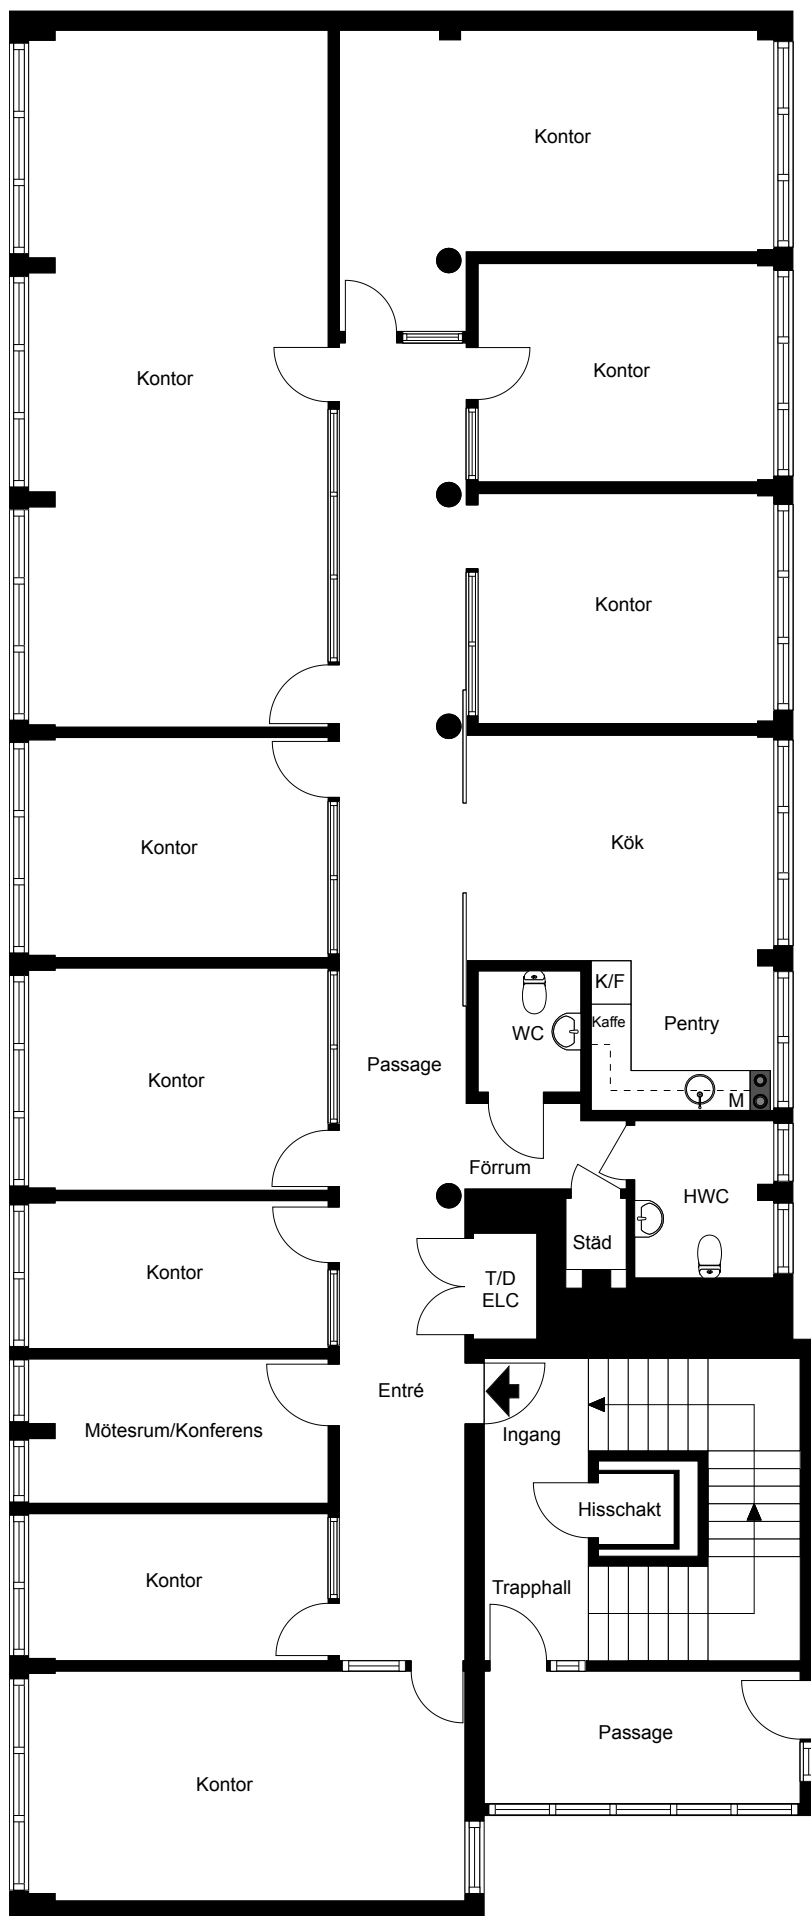 Kontor
Kontor
Kontor
Kontor
Kök
Kontor
K/F
Kaffe
Pentry
WC
Passage
Kontor
M
Förrum
HWC
Städ
Kontor
T/D
ELC
Entré
Mötesrum/Konferens
Ingang
Hisschakt
Kontor
Trapphall
Passage
Kontor